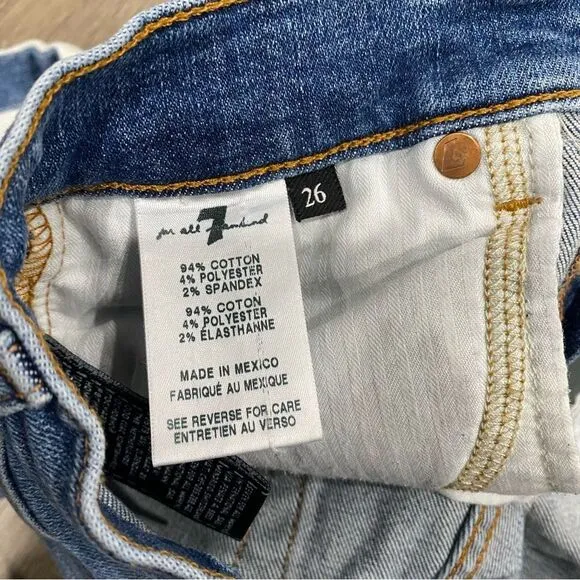 for all 7 mankind
26
94% COTTON
4% POLYESTER
2% SPANDEX
94% COTON
4% POLYESTER
2% ÉLASTHANNE
MADE IN MEXICO
FABRIQUÉ AU MEXIQUE
SEE REVERSE FOR CARE
ENTRETIEN AU VERSO